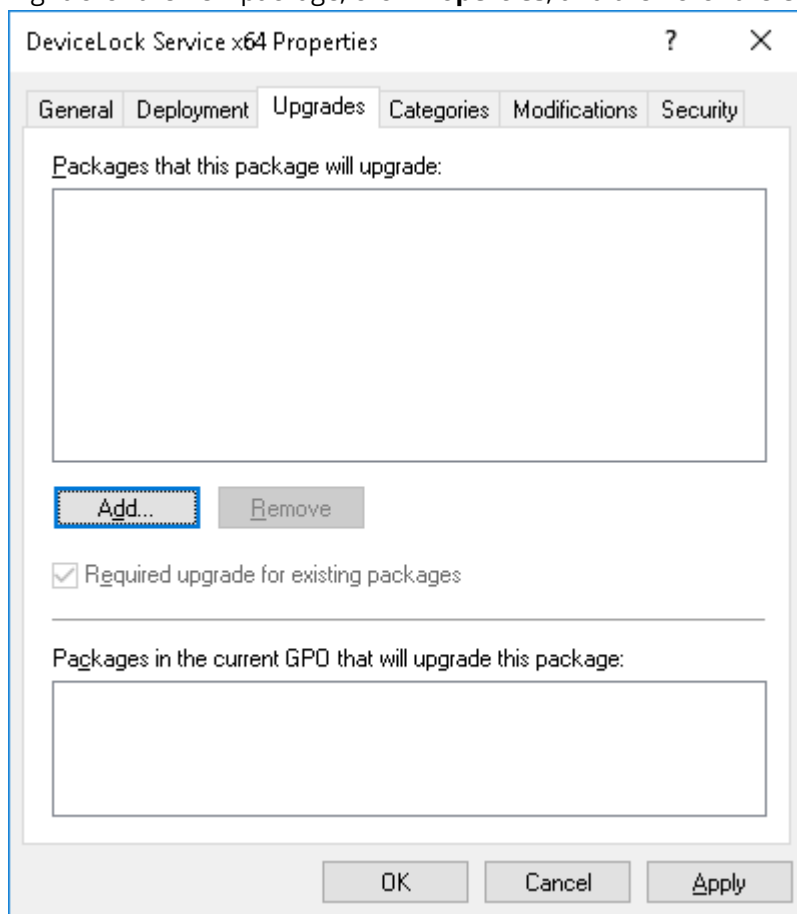 DeviceLock Service x64 Properties ? ×
General Deployment Upgrades Categories Modifications Security
Packages that this package will upgrade:
Add... Remove
Required upgrade for existing packages
Packages in the current GPO that will upgrade this package:
OK Cancel Apply